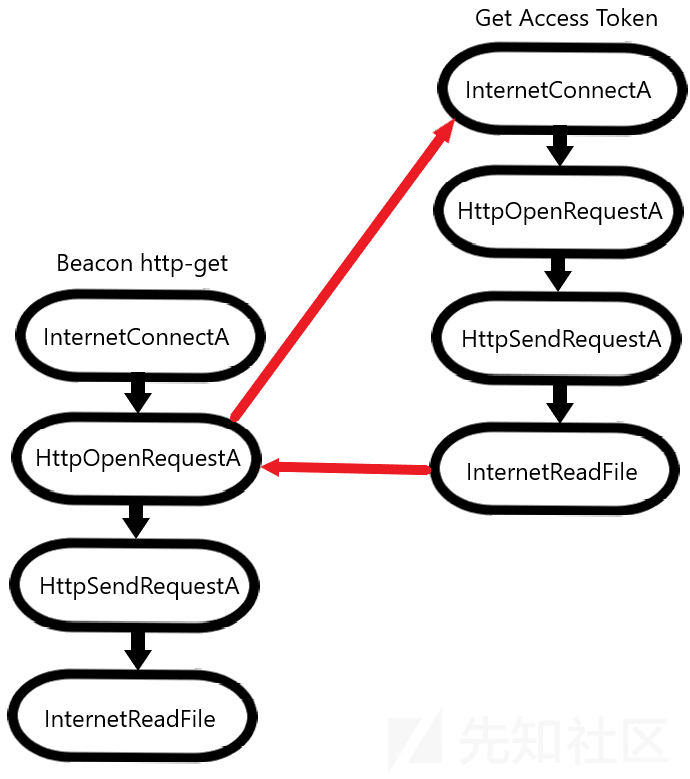 Get Access Token
InternetConnectA
HttpOpenRequestA
HttpSendRequestA
InternetReadFile
Beacon http-get
InternetConnectA
HttpOpenRequestA
HttpSendRequestA
InternetReadFile
先知社区